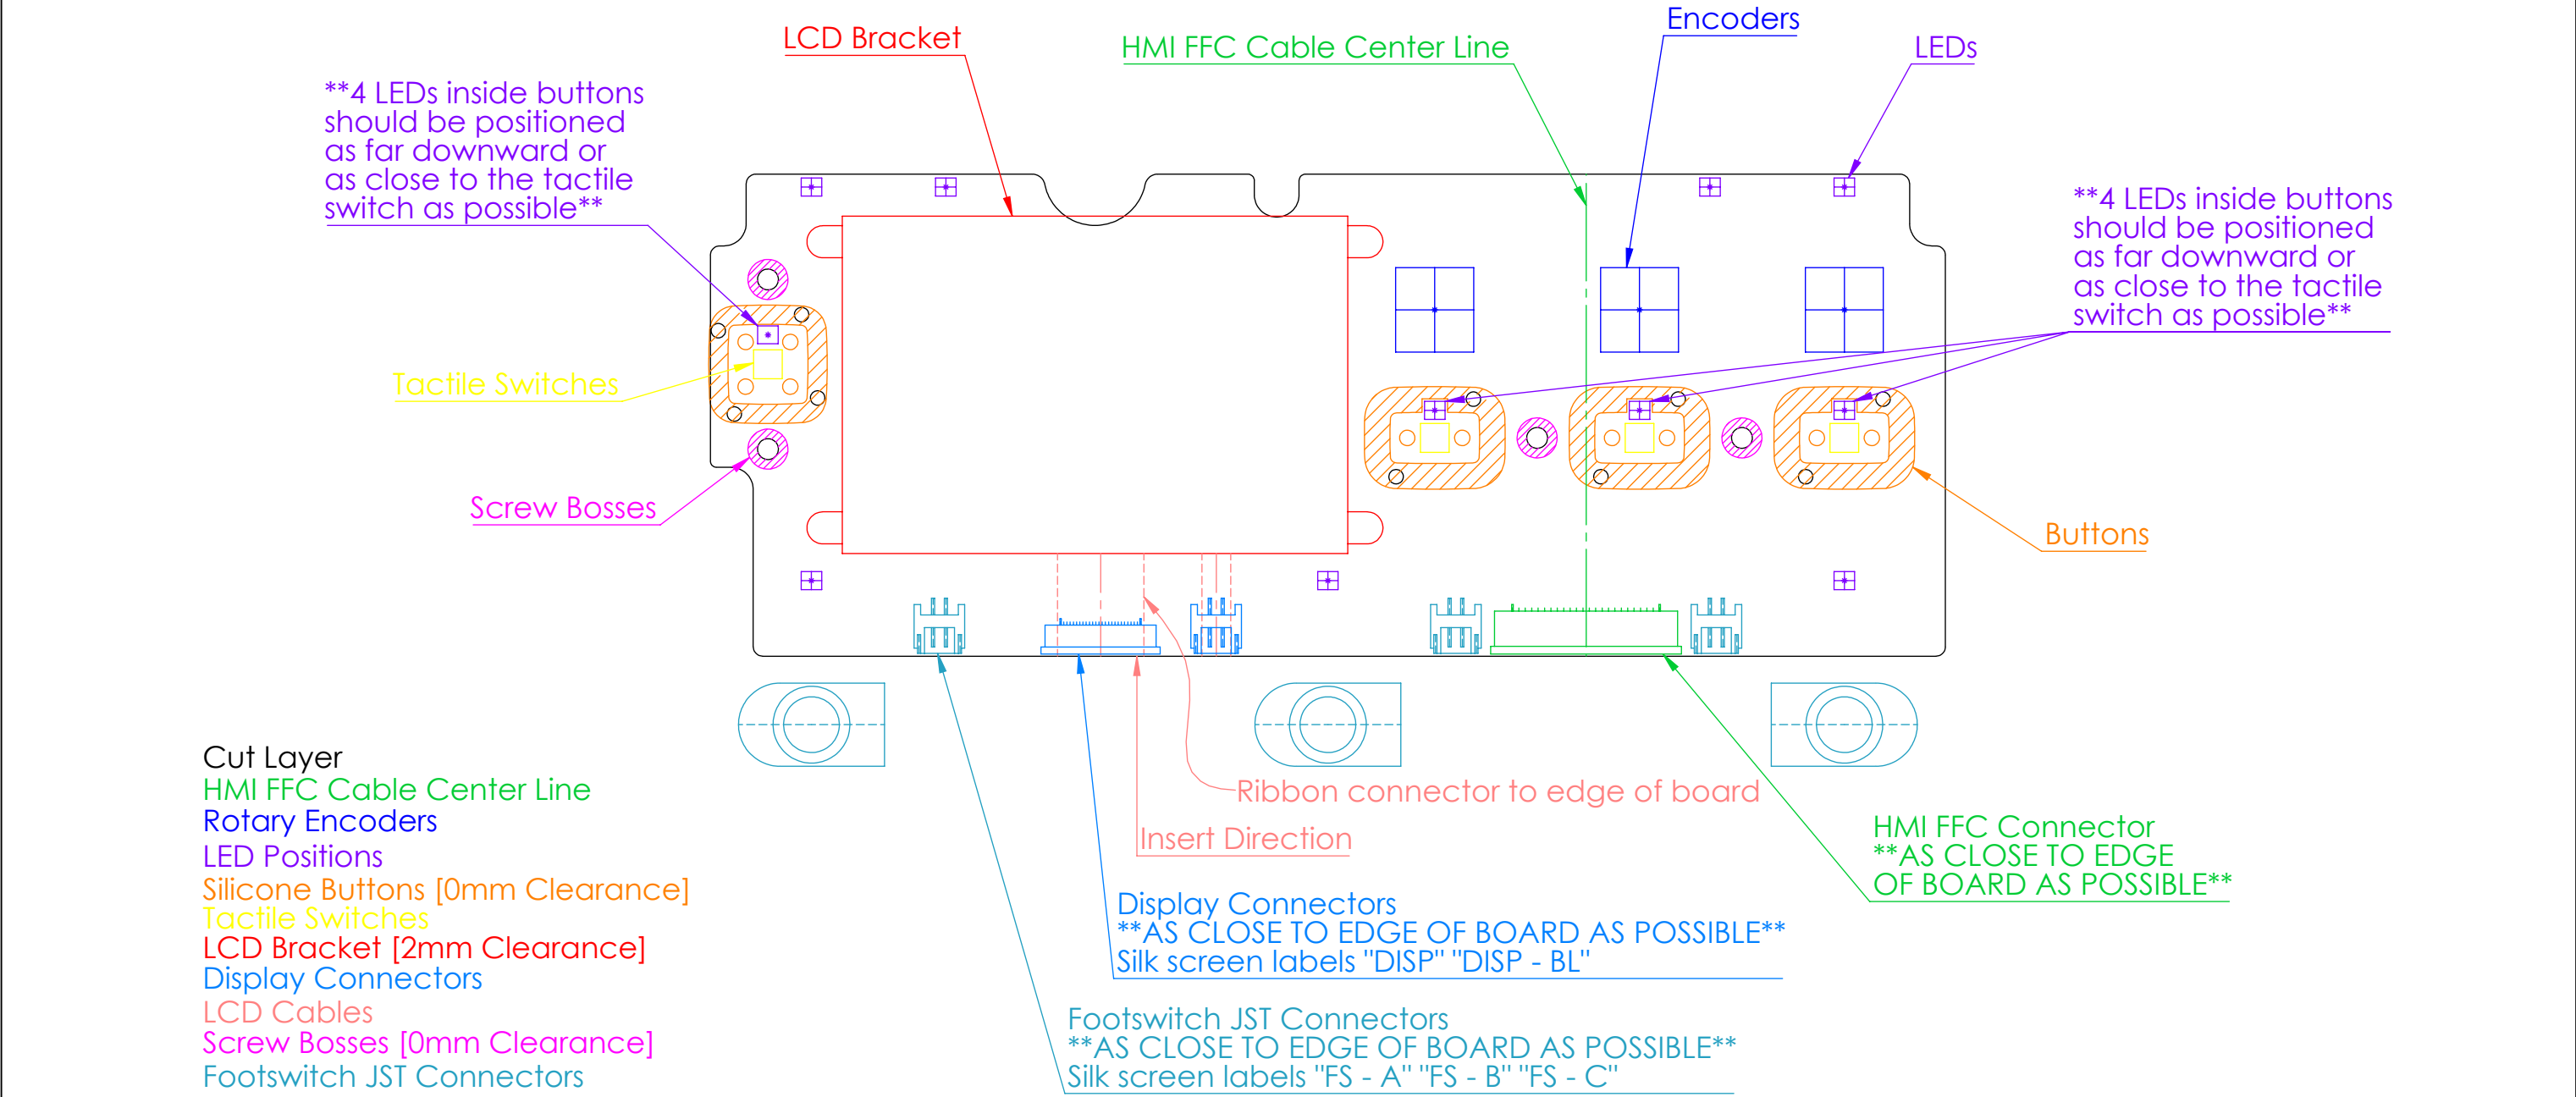 Encoders
LCD Bracket
HMI FFC Cable Center Line
LEDs
**4 LEDs inside buttons
should be positioned
as far downward or
as close to the tactile
switch as possible**
**4 LEDs inside buttons
should be positioned
as far downward or
as close to the tactile
switch as possible**
Tactile Switches
Screw Bosses
Buttons
Ribbon connector to edge of board
Insert Direction
HMI FFC Connector
**AS CLOSE TO EDGE
OF BOARD AS POSSIBLE**
Display Connectors
**AS CLOSE TO EDGE OF BOARD AS POSSIBLE**
Silk screen labels "DISP" "DISP - BL"
Footswitch JST Connectors
**AS CLOSE TO EDGE OF BOARD AS POSSIBLE**
Silk screen labels "FS - A" "FS - B" "FS - C"
Cut Layer
HMI FFC Cable Center Line
Rotary Encoders
LED Positions
Silicone Buttons [0mm Clearance]
Tactile Switches
LCD Bracket [2mm Clearance]
Display Connectors
LCD Cables
Screw Bosses [0mm Clearance]
Footswitch JST Connectors